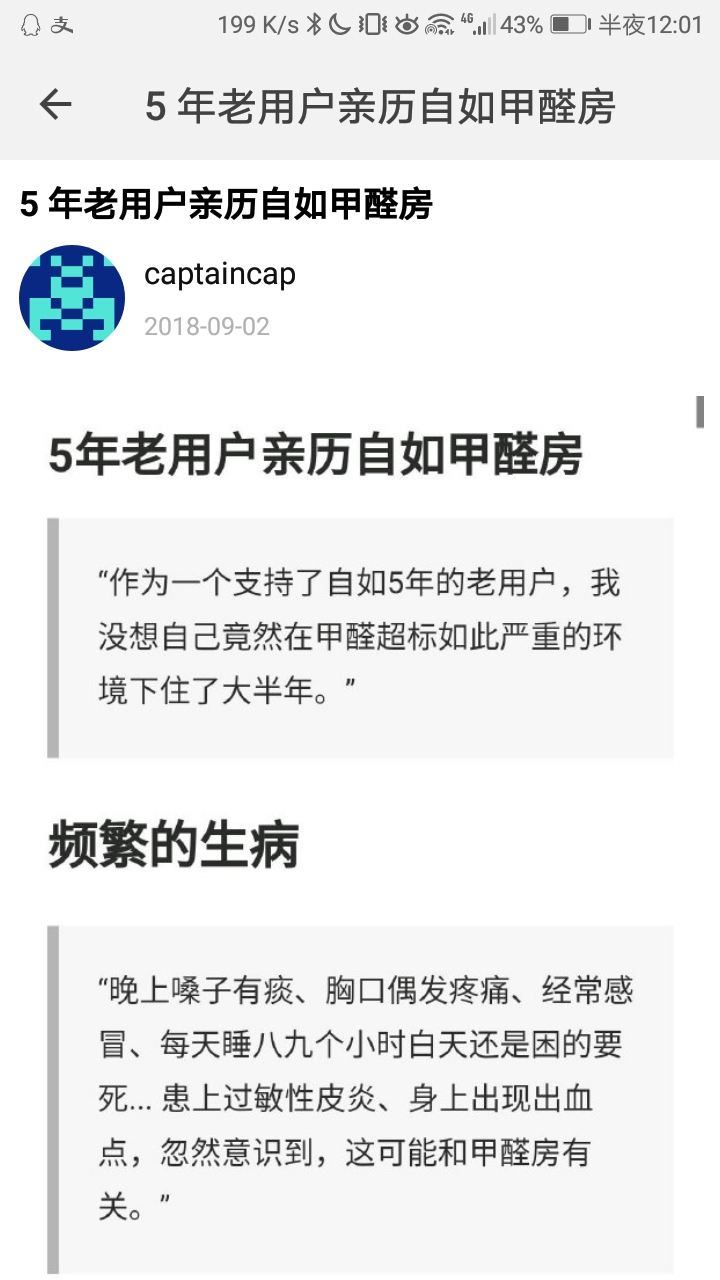 199 K/s 4G 43% 半夜12:01
5 年老用户亲历自如甲醛房
5 年老用户亲历自如甲醛房
captaincap
2018-09-02
5年老用户亲历自如甲醛房
“作为一个支持了自如5年的老用户，我
没想自己竟然在甲醛超标如此严重的环
境下住了大半年。”
频繁的生病
“晚上嗓子有痰、胸口偶发疼痛、经常感
冒、每天睡八九个小时白天还是困的要
死... 患上过敏性皮炎、身上出现出血
点，忽然意识到，这可能和甲醛房有
关。”